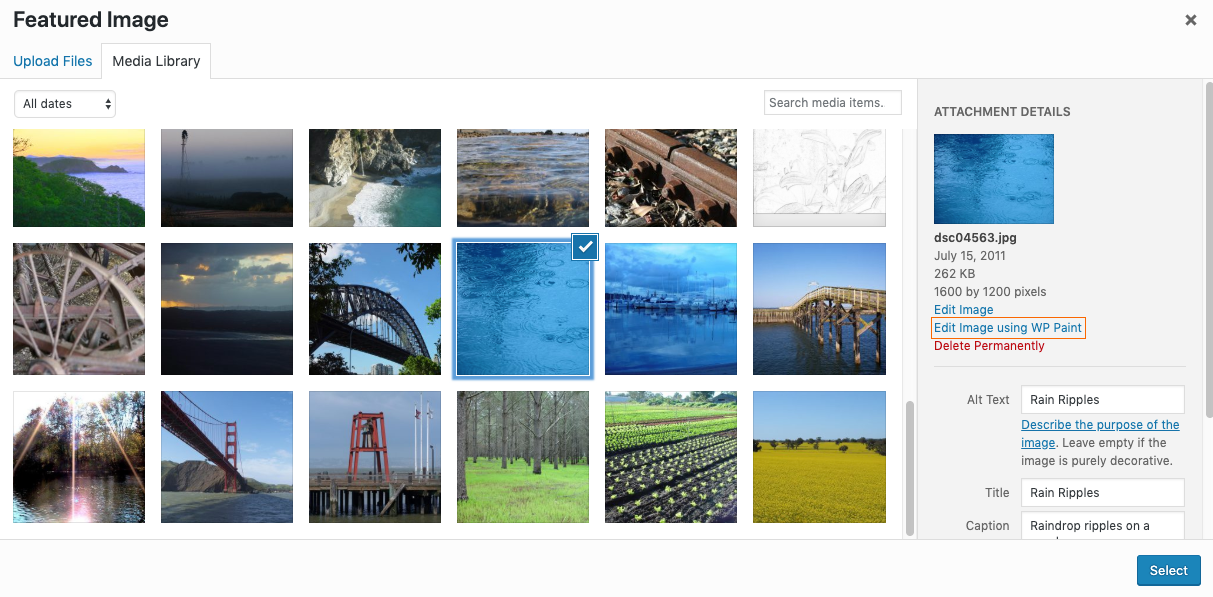 Featured Image
Upload Files
Media Library
All dates
Search media items.
ATTACHMENT DETAILS
dsc04563.jpg
July 15, 2011
262 KB
1600 by 1200 pixels
Edit Image
Edit Image using WP Paint
Delete Permanently
Alt Text
Rain Ripples
Describe the purpose of the
image. Leave empty if the
image is purely decorative.
Title
Rain Ripples
Caption
Raindrop ripples on a
Select